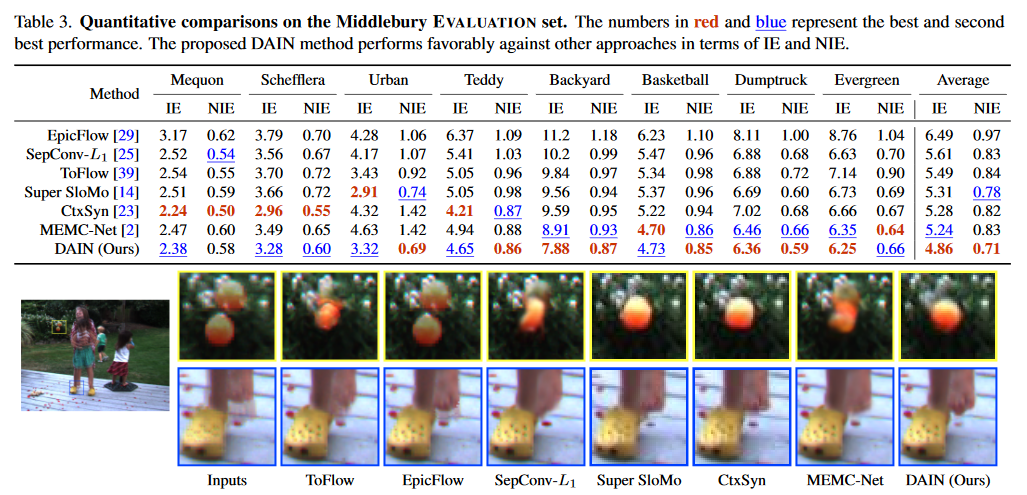 Table 3. Quantitative comparisons on the Middlebury EVALUATION set. The numbers in red and blue represent the best and second
best performance. The proposed DAIN method performs favorably against other approaches in terms of IE and NIE.
Method Mequon Schefflera Urban Teddy Backyard Basketball Dumptruck Evergreen Average
IE NIE IE NIE IE NIE IE NIE IE NIE IE NIE IE NIE IE NIE IE NIE
EpicFlow [29] 3.17 0.62 3.79 0.70 4.28 1.06 6.37 1.09 11.2 1.18 6.23 1.10 8.11 1.00 8.76 1.04 6.49 0.97
SepConv-L1 [25] 2.52 0.54 3.56 0.67 4.17 1.07 5.41 1.03 10.2 0.99 5.47 0.96 6.88 0.68 6.63 0.70 5.61 0.83
ToFlow [39] 2.54 0.55 3.70 0.72 3.43 0.92 5.05 0.96 9.84 0.97 5.34 0.98 6.88 0.72 7.14 0.90 5.49 0.84
Super SloMo [14] 2.51 0.59 3.66 0.72 2.91 0.74 5.05 0.98 9.56 0.94 5.37 0.96 6.69 0.60 6.73 0.69 5.31 0.78
CtxSyn [23] 2.24 0.50 2.96 0.55 4.32 1.42 4.21 0.87 9.59 0.95 5.22 0.94 7.02 0.68 6.66 0.67 5.28 0.82
MEMC-Net [2] 2.47 0.60 3.49 0.65 4.63 1.42 4.94 0.88 8.91 0.93 4.70 0.86 6.46 0.66 6.35 0.64 5.24 0.83
DAIN (Ours) 2.38 0.58 3.28 0.60 3.32 0.69 4.65 0.86 7.88 0.87 4.73 0.85 6.36 0.59 6.25 0.66 4.86 0.71
Inputs ToFlow EpicFlow SepConv-L1 Super SloMo CtxSyn MEMC-Net DAIN (Ours)